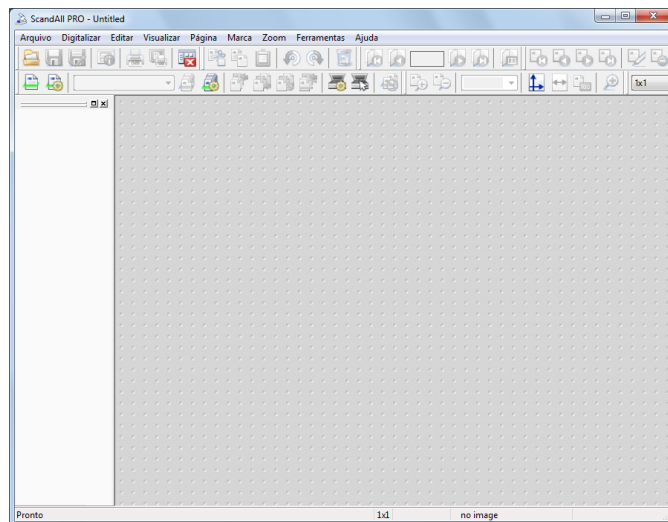 ScandAll PRO - Untitled
Arquivo Digitalizar Editar Visualizar Página Marca Zoom Ferramentas Ajuda
1x1
Pronto 1x1 no image